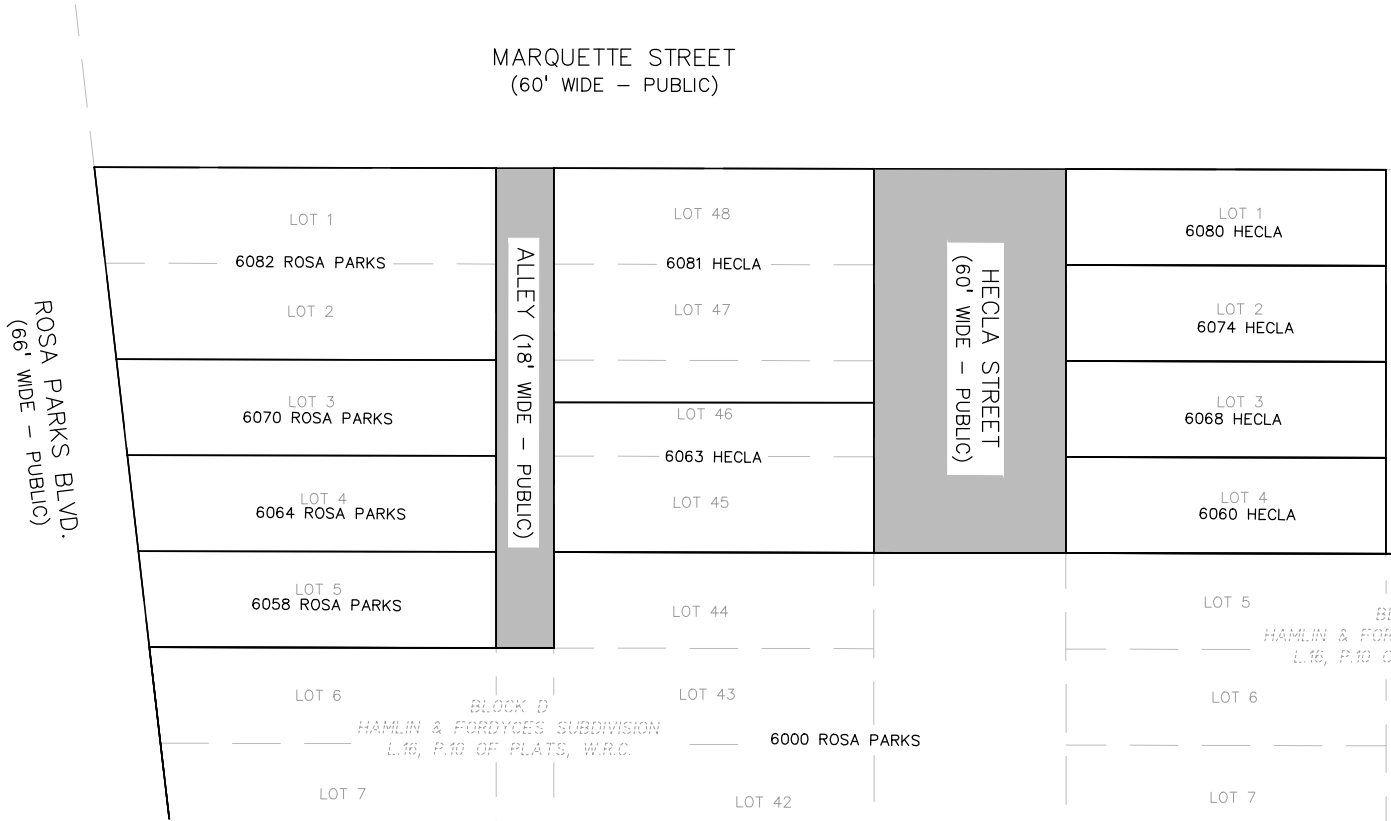 MARQUETTE STREET
(60' WIDE – PUBLIC)
ROSA PARKS BLVD.
(66' WIDE – PUBLIC)
LOT 1
6082 ROSA PARKS
LOT 2
LOT 3
6070 ROSA PARKS
LOT 4
6064 ROSA PARKS
LOT 5
6058 ROSA PARKS
LOT 6
LOT 7
ALLEY (18' WIDE – PUBLIC)
LOT 48
6081 HECLA
LOT 47
LOT 46
6063 HECLA
LOT 45
LOT 44
LOT 43
LOT 42
BLOCK D
HAMLIN & FORDYCES SUBDIVISION
L.16, P.10 OF PLATS, W.R.C.
6000 ROSA PARKS
HECLA STREET
(60' WIDE – PUBLIC)
LOT 1
6080 HECLA
LOT 2
6074 HECLA
LOT 3
6068 HECLA
LOT 4
6060 HECLA
LOT 5
HAMLIN &
L.16, P.10
LOT 6
LOT 7